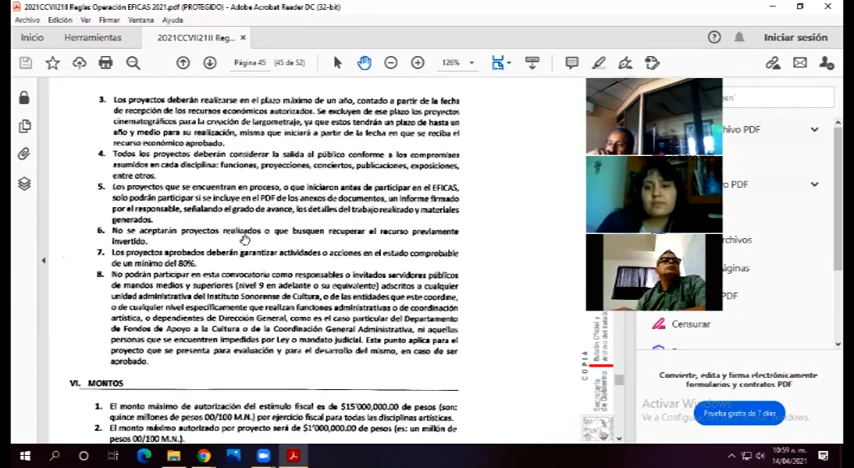 2021CCVII21II Reglas Operación EFICAS 2021.pdf (PROTEGIDO) - Adobe Acrobat Reader DC (32-bit)
Archivo Edición Ver Firmar Ventana Ayuda
Inicio Herramientas 2021CCVII21II Reg... × Iniciar sesión
Página 45 (45 de 52) 126%
3. Los proyectos deberán realizarse en el plazo máximo de un año, contado a partir de la fecha
de recepción de los recursos económicos autorizados. Se excluyen de ese plazo los proyectos
cinematográficos para la creación de largometraje, ya que estos tendrán un plazo de hasta un
año y medio para su realización, misma que iniciará a partir de la fecha en que se reciba el
recurso económico aprobado.
4. Todos los proyectos deberán considerar la salida al público conforme a los compromisos
asumidos en cada disciplina: funciones, proyecciones, conciertos, publicaciones, exposiciones,
entre otros.
5. Los proyectos que se encuentran en proceso, o que iniciaron antes de participar en el EFICAS,
solo podrán participar si se incluye en el PDF de los anexos de documentos, un informe firmado
por el responsable, señalando el grado de avance, los detalles del trabajo realizado y materiales
generados.
6. No se aceptarán proyectos realizados o que busquen recuperar el recurso previamente
invertido.
7. Los proyectos aprobados deberán garantizar actividades o acciones en el estado comprobable
de un mínimo del 80%.
8. No podrán participar en esta convocatoria como responsables o invitados servidores públicos
de mandos medios y superiores (nivel 9 en adelante o su equivalente) adscritos a cualquier
unidad administrativa del Instituto Sonorense de Cultura, o de las entidades que este coordine,
o de cualquier nivel específicamente que realizan funciones administrativas o de coordinación
artística, o dependientes de Dirección General, como es el caso particular del Departamento
de Fondos de Apoyo a la Cultura o de la Coordinación General Administrativa, ni aquellas
personas que se encuentren impedidas por Ley o mandato judicial. Este punto aplica para el
proyecto que se presenta para evaluación y para el desarrollo del mismo, en caso de ser
aprobado.
VI. MONTOS
1. El monto máximo de autorización del estímulo fiscal es de $15'000,000.00 de pesos (son:
quince millones de pesos 00/100 M.N.) por ejercicio fiscal para todas las disciplinas artísticas.
2. El monto máximo autorizado por proyecto será de $1'000,000.00 de pesos (es: un millón de
pesos 00/100 M.N.).
COPIA
Secretaría de Gobierno
Boletín Oficial y
Archivo del Estado
chivo PDF
rchivos
áginas
PDF
Censurar
Convierte, edita y firma electrónicamente
formularios y contratos PDF
Activar Windows
Ve a Config
Prueba gratis de 7 días
10:59 a. m.
14/04/2021